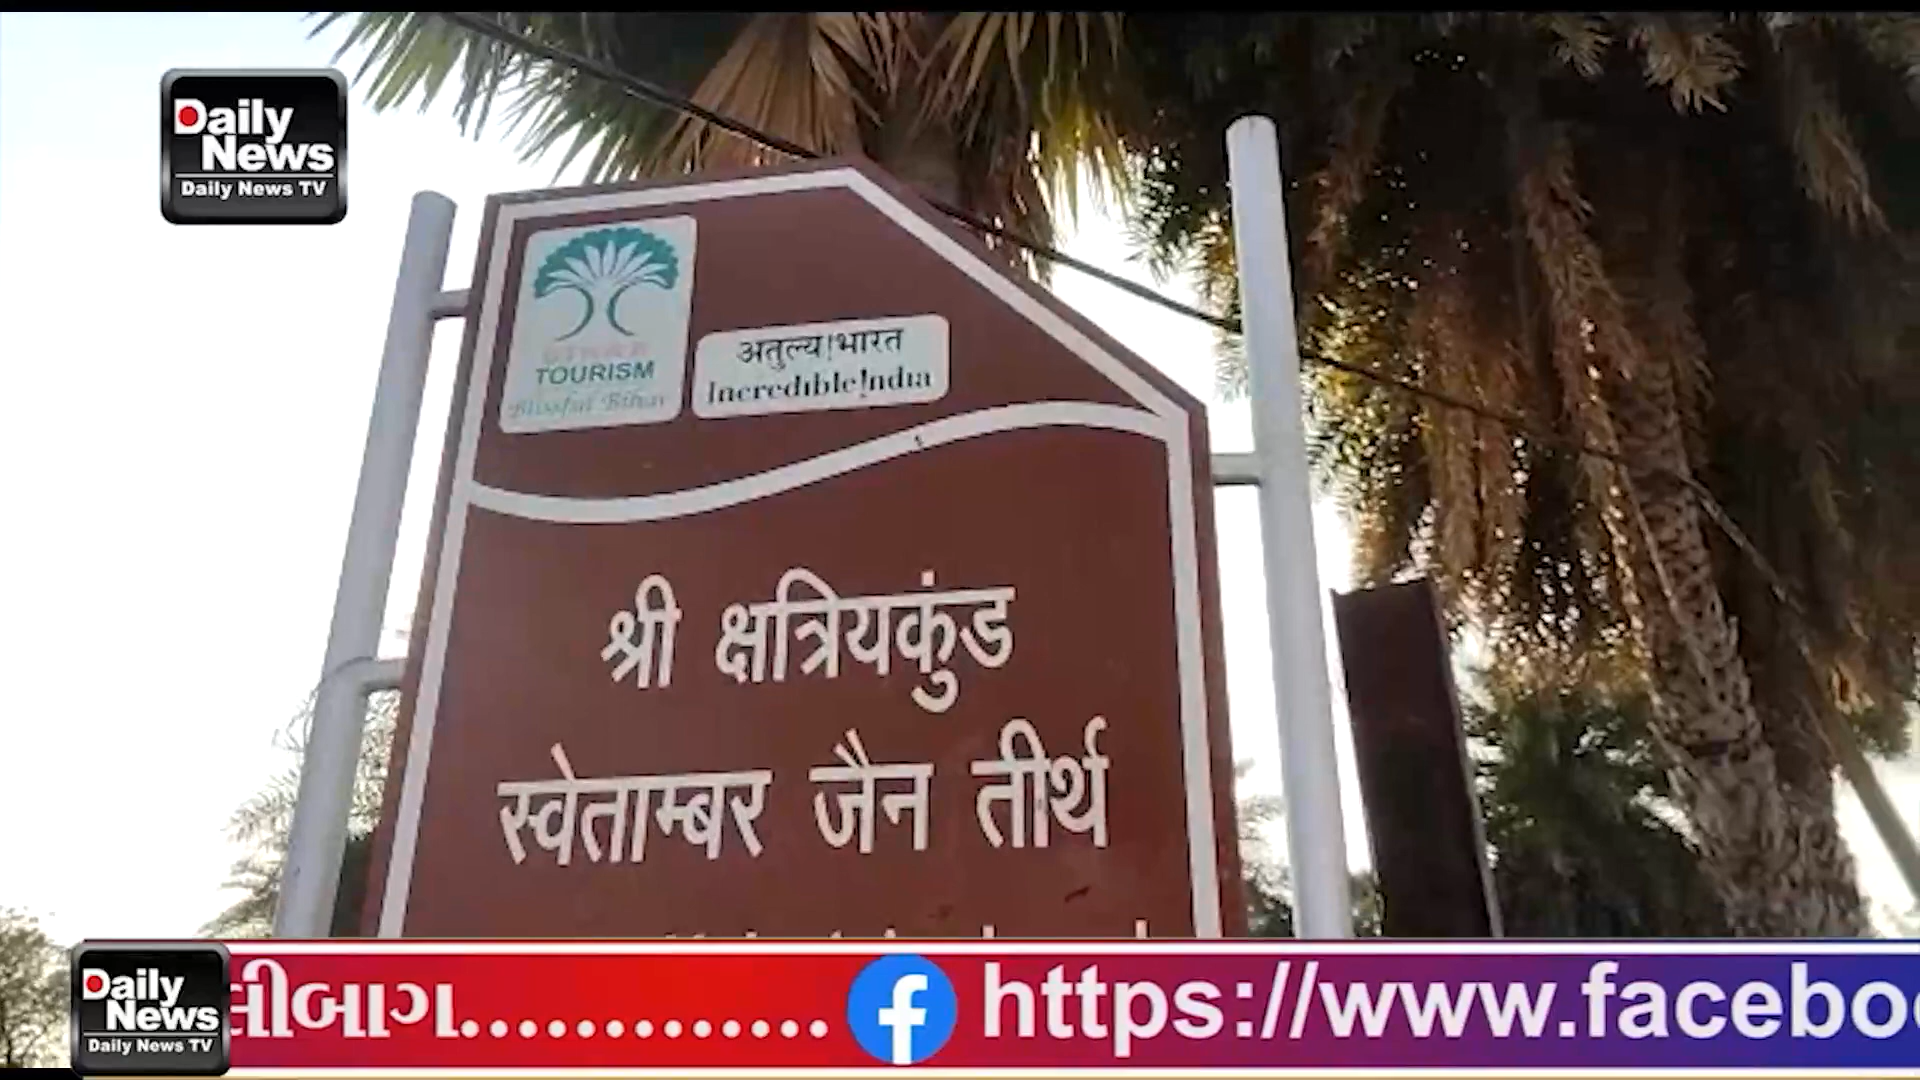 Daily
News
Daily News TV
BIHAR
TOURISM
Blissful Bihar
अतुल्य!भारत
Incredible!ndia
श्री क्षत्रियकुंड
स्वेताम्बर जैन तीर्थ
Daily
News
Daily News TV
લીબાગ.............. https://www.facebo